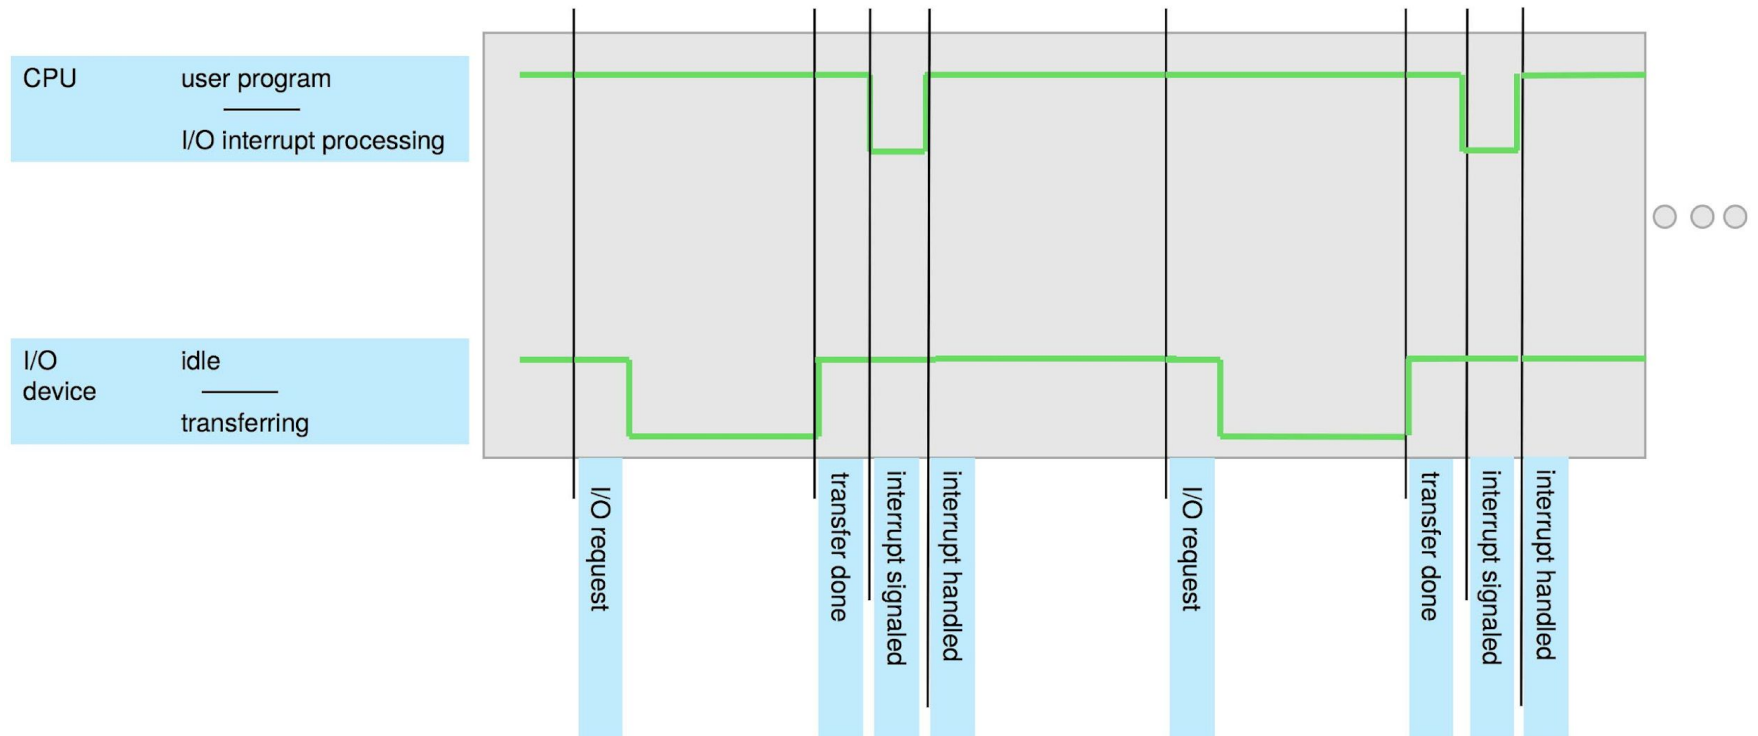 CPU
user program
I/O interrupt processing
I/O
device
idle
transferring
I/O request
transfer done
interrupt signaled
interrupt handled
I/O request
transfer done
interrupt signaled
interrupt handled